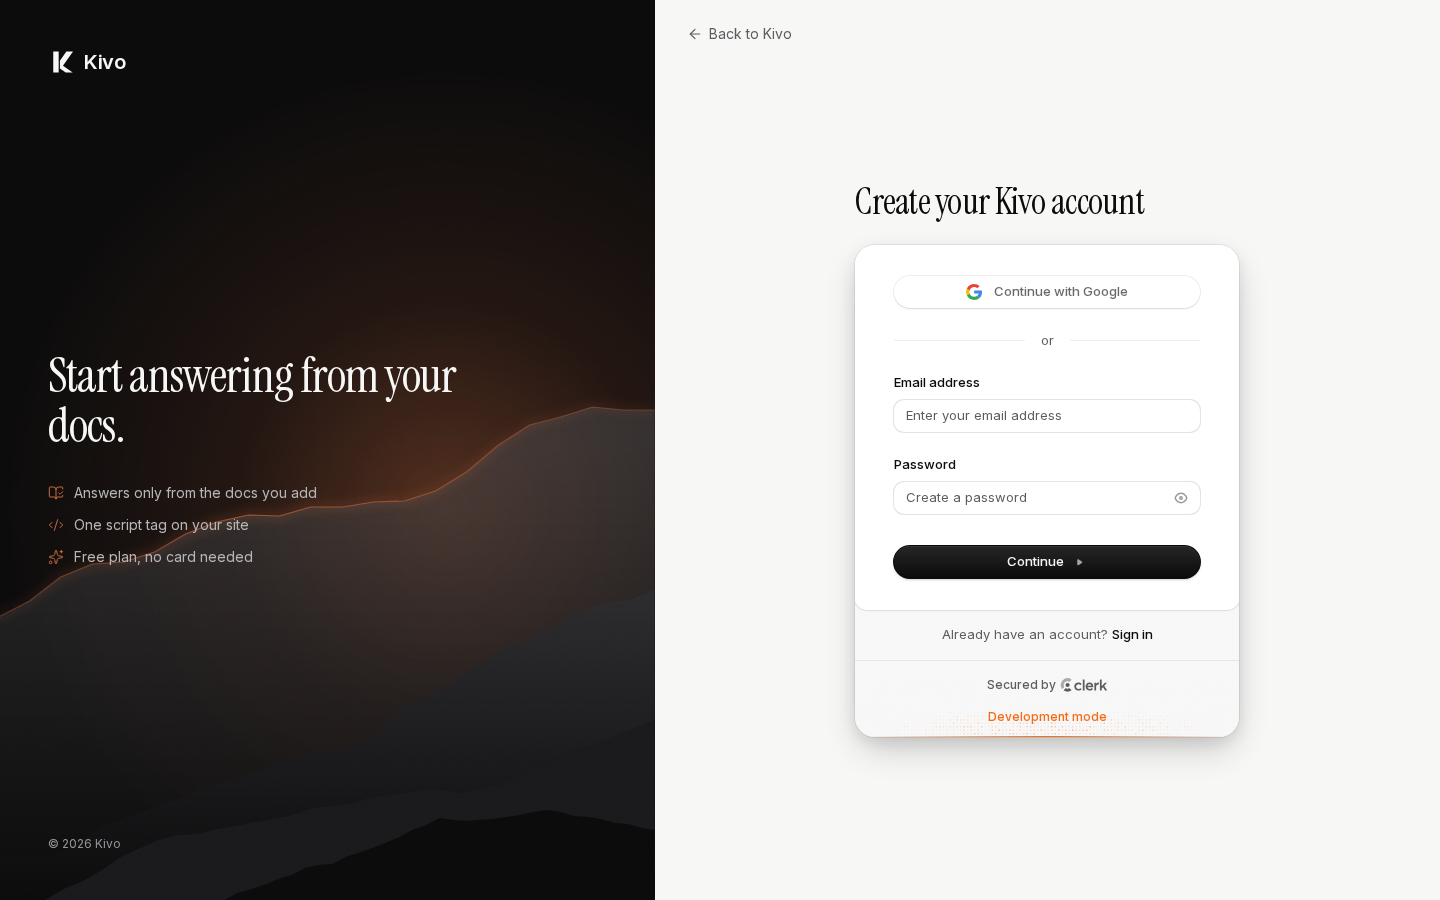 Kivo
Start answering from your
docs.
Answers only from the docs you add
One script tag on your site
Free plan, no card needed
© 2026 Kivo
Back to Kivo
Create your Kivo account
Continue with Google
or
Email address
Enter your email address
Password
Create a password
Continue
Already have an account? Sign in
Secured by clerk
Development mode